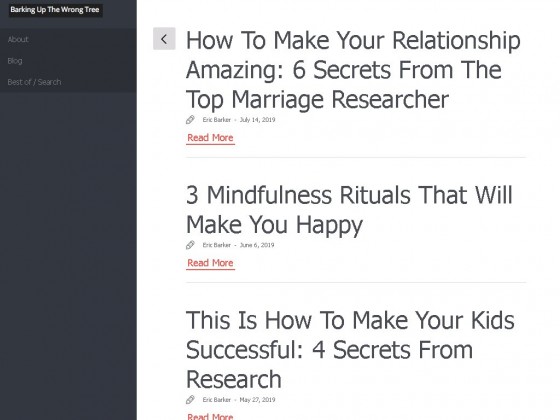 Barking Up The Wrong Tree
About
Blog
Best of / Search
How To Make Your Relationship
Amazing: 6 Secrets From The
Top Marriage Researcher
Eric Barker - July 14, 2019
Read More
3 Mindfulness Rituals That Will
Make You Happy
Eric Barker - June 6, 2019
Read More
This Is How To Make Your Kids
Successful: 4 Secrets From
Research
Eric Barker - May 27, 2019
Read More